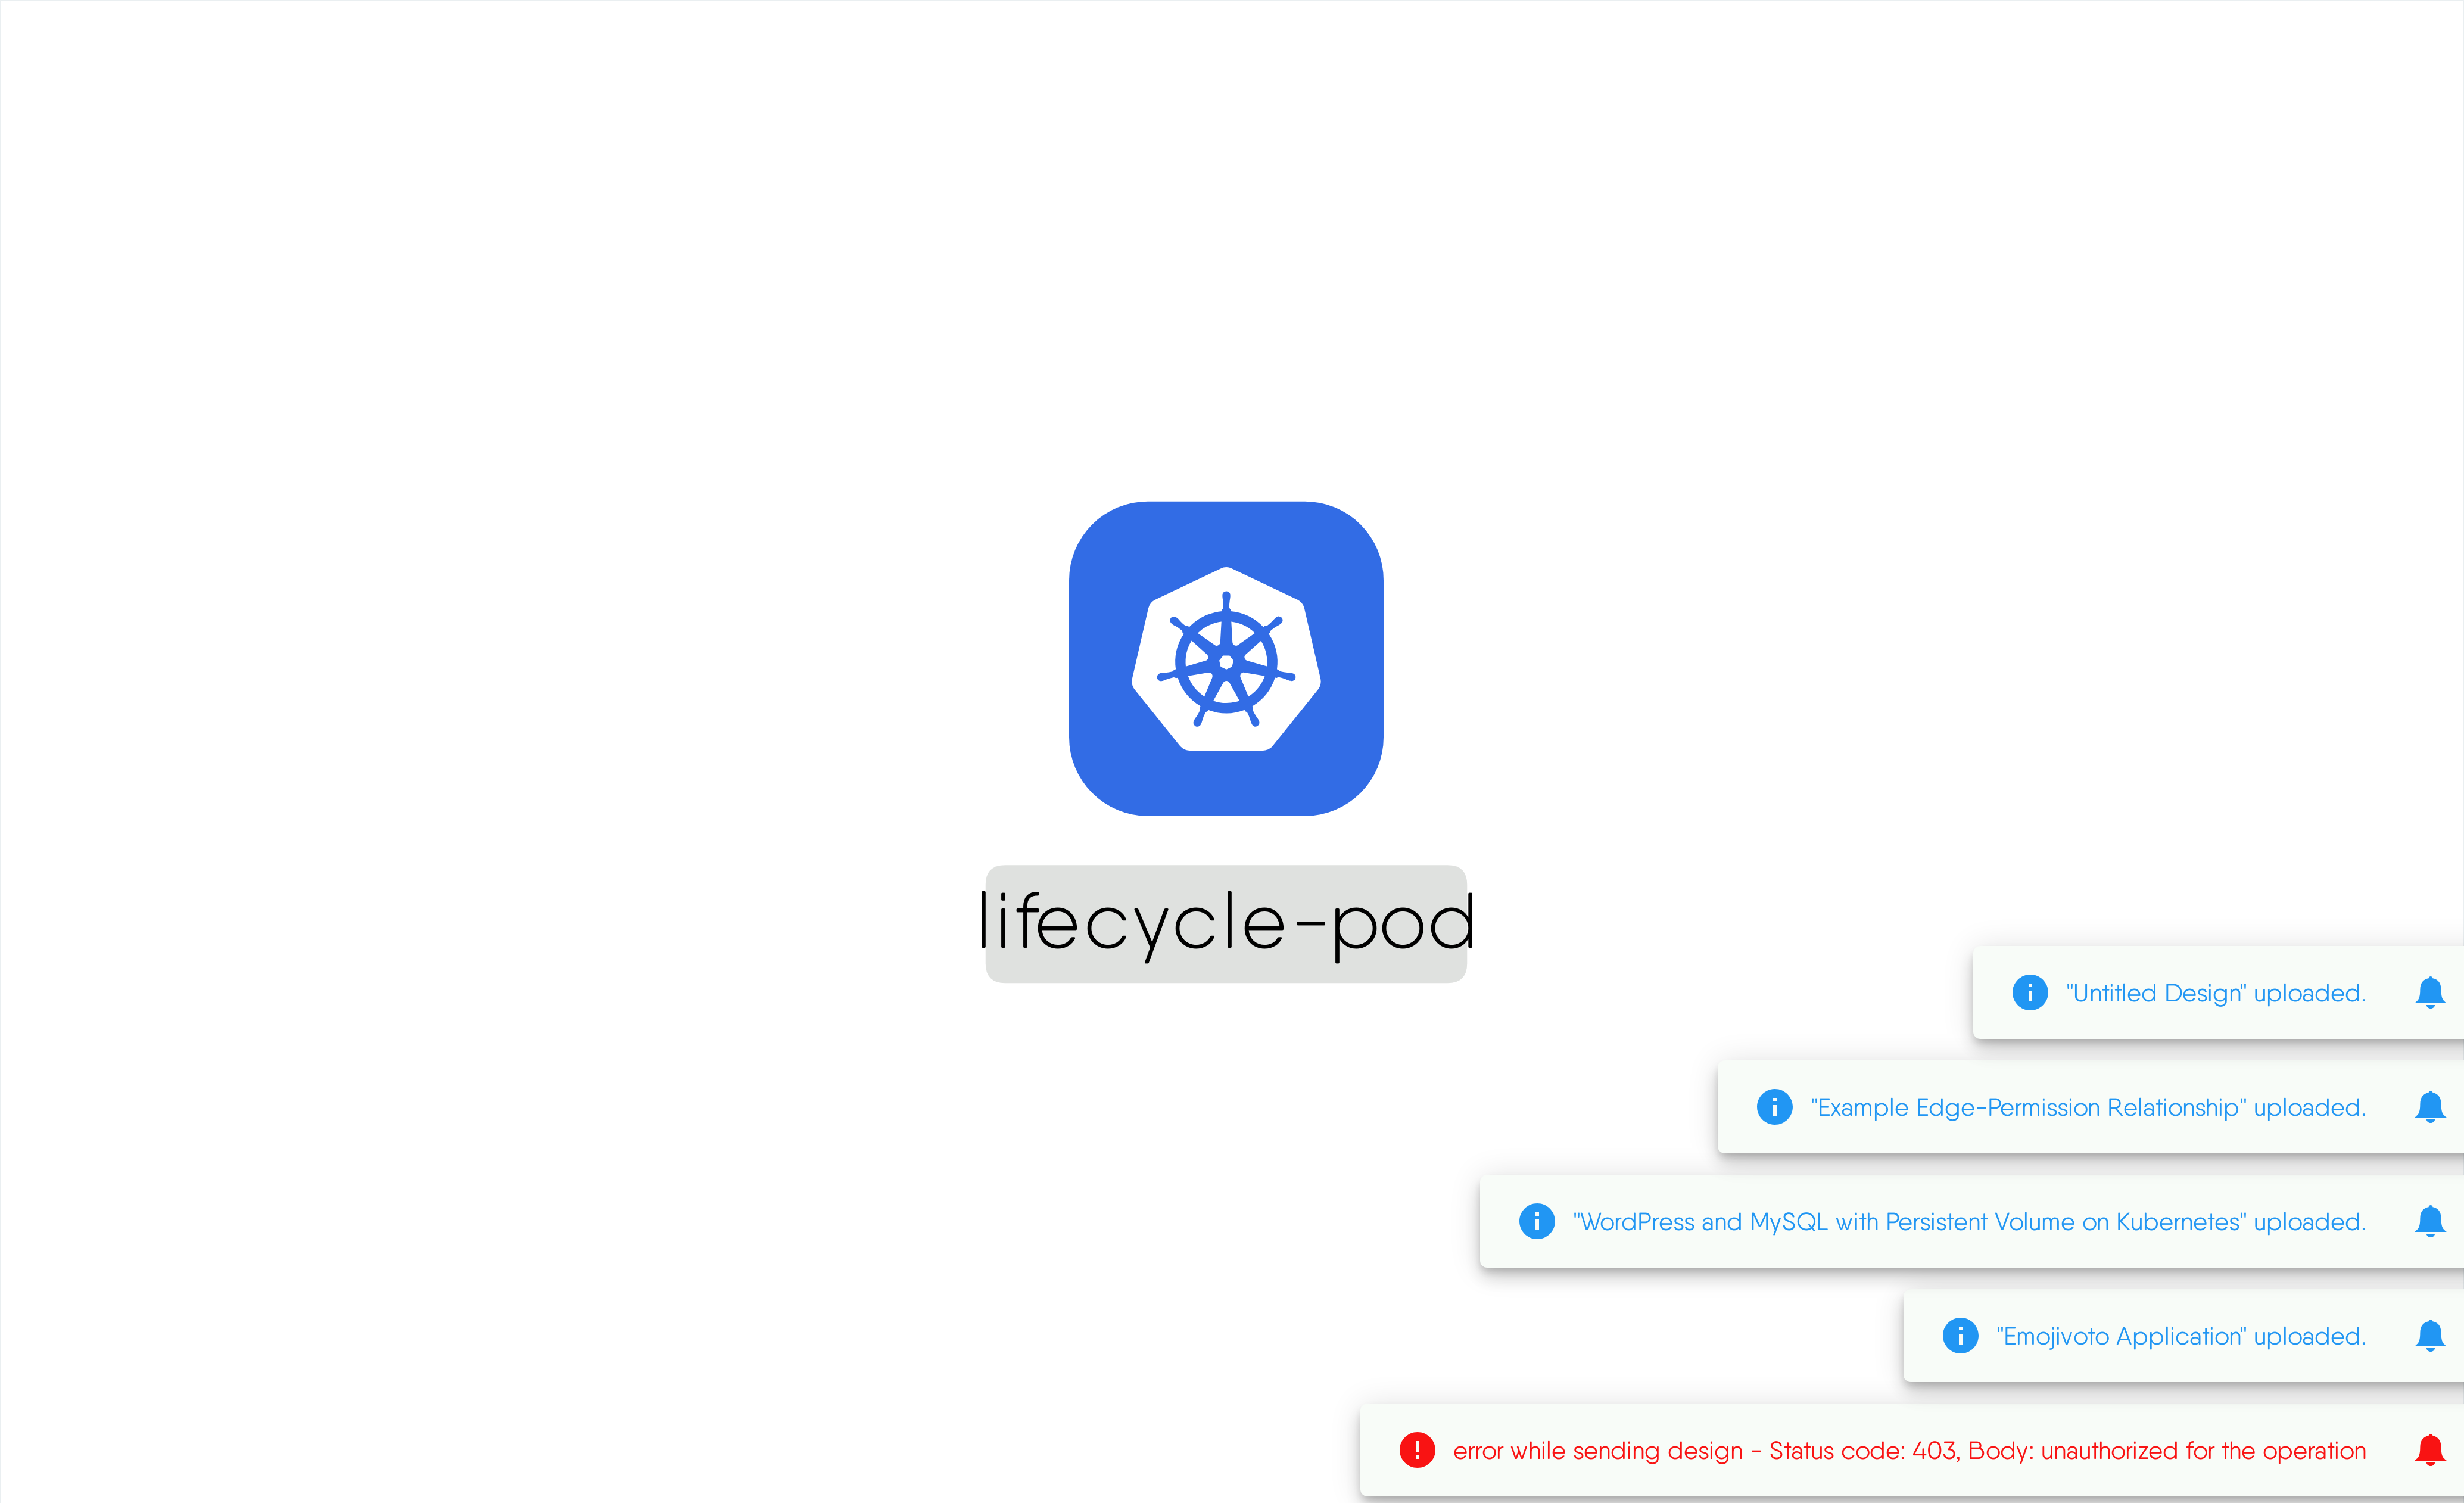 lifecycle-pod
"Untitled Design" uploaded.
"Example Edge-Permission Relationship" uploaded.
"WordPress and MySQL with Persistent Volume on Kubernetes" uploaded.
"Emojivoto Application" uploaded.
error while sending design - Status code: 403, Body: unauthorized for the operation